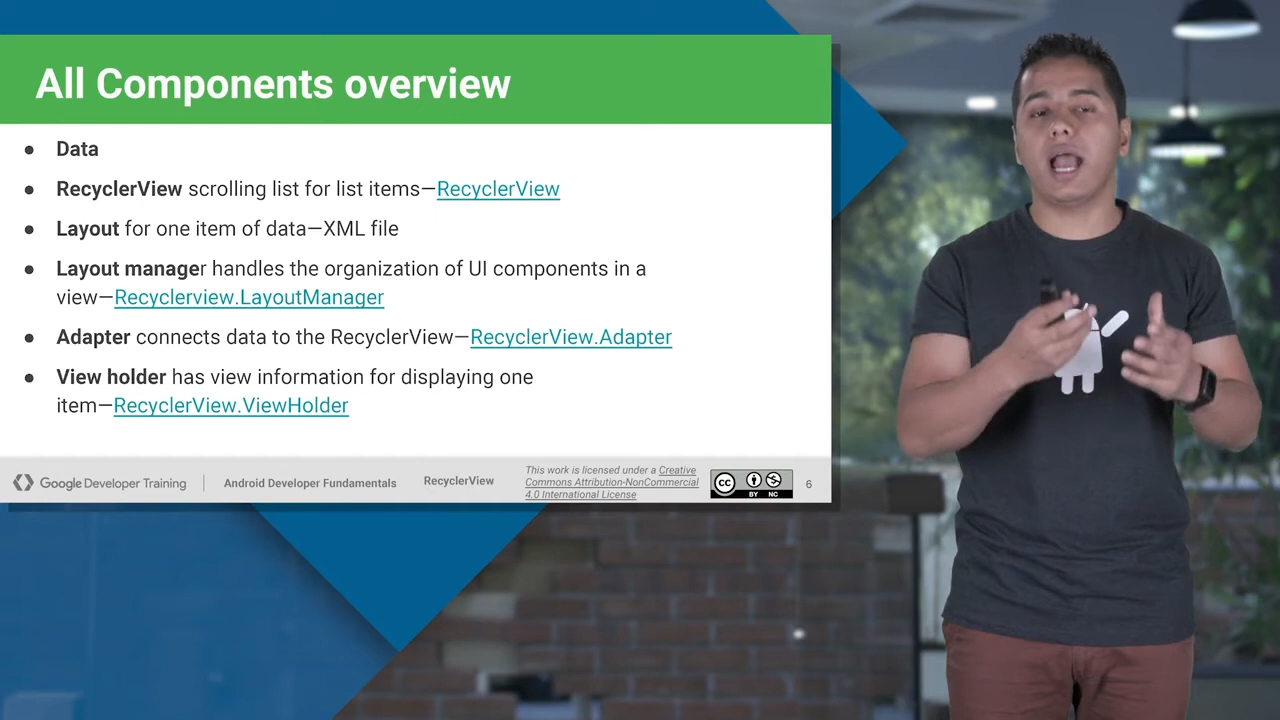 All Components overview
● Data
● RecyclerView scrolling list for list items—RecyclerView
● Layout for one item of data—XML file
● Layout manager handles the organization of UI components in a
view—Recyclerview.LayoutManager
● Adapter connects data to the RecyclerView—RecyclerView.Adapter
● View holder has view information for displaying one
item—RecyclerView.ViewHolder
Google Developer Training
Android Developer Fundamentals
RecyclerView
This work is licensed under a Creative
Commons Attribution-NonCommercial
4.0 International License
cc BY NC
6